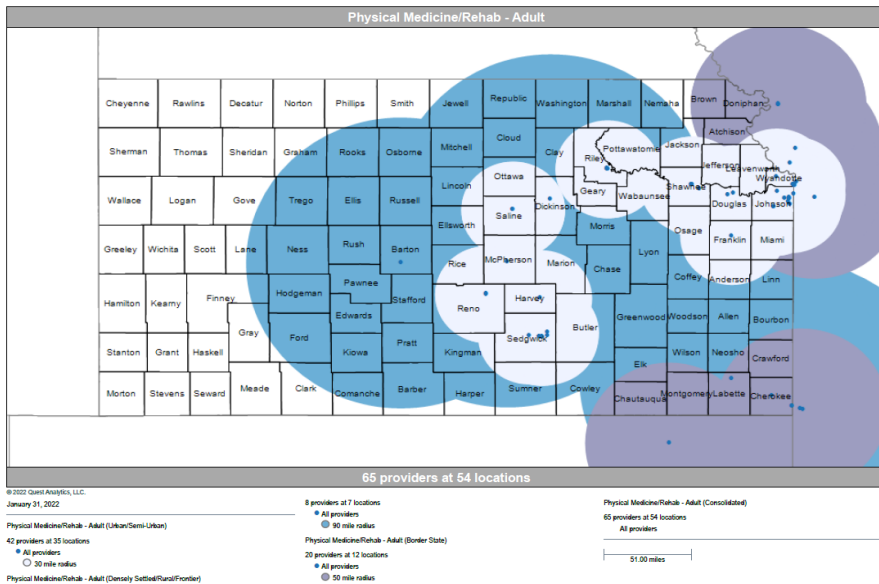 Physical Medicine/Rehab - Adult
Cheyenne Rawlins Decatur Norton Phillips Smith Jewell Republic Washington Marshall Nemaha Brown Doniphan
Atchison
Sherman Thomas Sheridan Graham Rooks Osborne Mitchell Cloud Clay Riley Pottawatomie Jackson Jefferson Leavenworth
Wyandotte
Ottawa
Wallace Logan Gove Trego Ellis Russell Lincoln Saline Dickinson Geary Wabaunsee Shawnee Douglas Johnson
Ellsworth Morris Osage
Greeley Wichita Scott Lane Ness Rush Barton Rice McPherson Marion Chase Lyon Franklin Miami
Pawnee Coffey Anderson Linn
Hamilton Kearny Finney Hodgeman Stafford Reno Harvey
Edwards Greenwood Woodson Allen Bourbon
Gray Ford Butler
Stanton Grant Haskell Kiowa Pratt Kingman Sedgwick Elk Wilson Neosho Crawford
Morton Stevens Seward Meade Clark Comanche Barber Harper Sumner Cowley Chautauqua Montgomery Labette Cherokee
65 providers at 54 locations
© 2022 Quest Analytics, LLC.
January 31, 2022
Physical Medicine/Rehab - Adult (Urban/Semi-Urban)
42 providers at 35 locations
All providers
30 mile radius
Physical Medicine/Rehab - Adult (Densely Settled/Rural/Frontier)
8 providers at 7 locations
All providers
90 mile radius
Physical Medicine/Rehab - Adult (Border State)
20 providers at 12 locations
All providers
50 mile radius
Physical Medicine/Rehab - Adult (Consolidated)
65 providers at 54 locations
All providers
51.00 miles